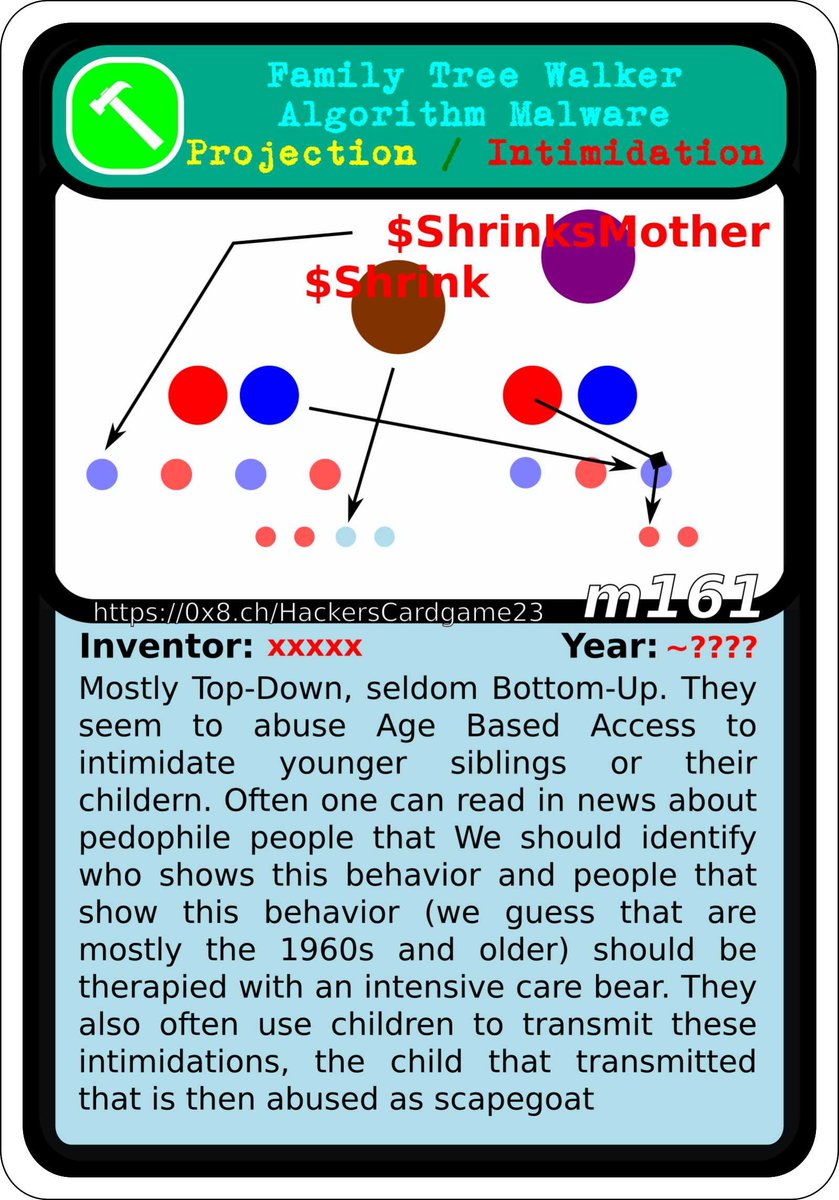 Family Tree Walker
Algorithm Malware
Projection / Intimidation
$ShrinksMother
$Shrink
https://0x8.ch/HackersCardgame23
m161
Inventor: xxxxx Year: ~????
Mostly Top-Down, seldom Bottom-Up. They
seem to abuse Age Based Access to
intimidate younger siblings or their
childern. Often one can read in news about
pedophile people that We should identify
who shows this behavior and people that
show this behavior (we guess that are
mostly the 1960s and older) should be
therapied with an intensive care bear. They
also often use children to transmit these
intimidations, the child that transmitted
that is then abused as scapegoat